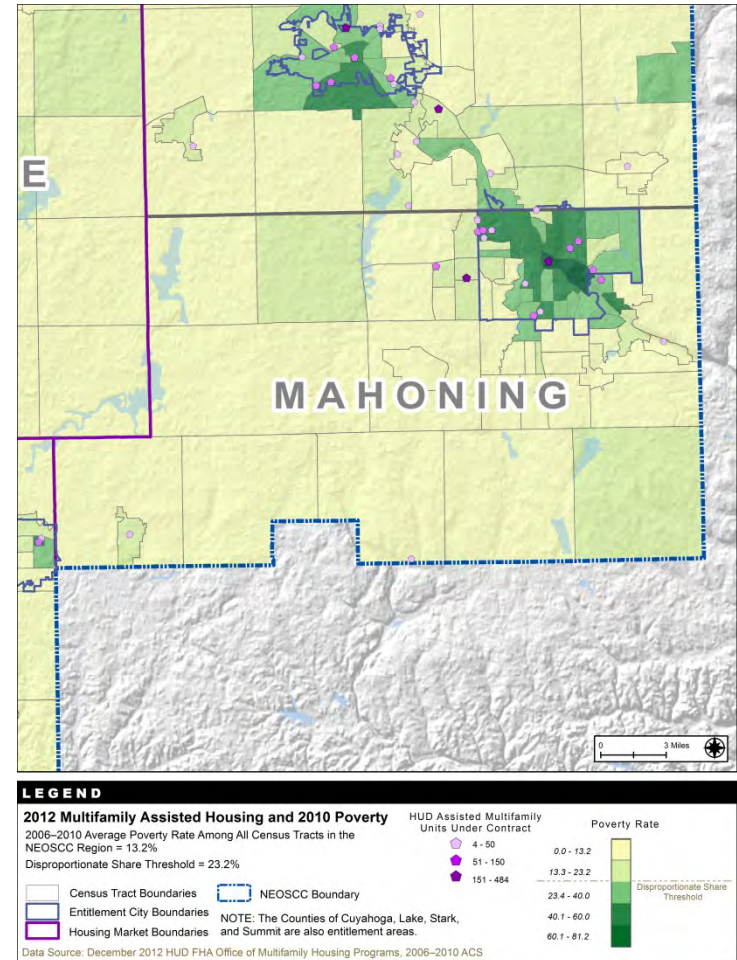 E
MAHONING
0 3 Miles
LEGEND
2012 Multifamily Assisted Housing and 2010 Poverty
2006–2010 Average Poverty Rate Among All Census Tracts in the
NEOSCC Region = 13.2%
Disproportionate Share Threshold = 23.2%
Census Tract Boundaries
Entitlement City Boundaries
Housing Market Boundaries
NEOSCC Boundary
NOTE: The Counties of Cuyahoga, Lake, Stark,
and Summit are also entitlement areas.
HUD Assisted Multifamily
Units Under Contract
4 - 50
51 - 150
151 - 484
Poverty Rate
0.0 - 13.2
13.3 - 23.2
23.4 - 40.0
40.1 - 60.0
60.1 - 81.2
Disproportionate Share
Threshold
Data Source: December 2012 HUD FHA Office of Multifamily Housing Programs, 2006–2010 ACS